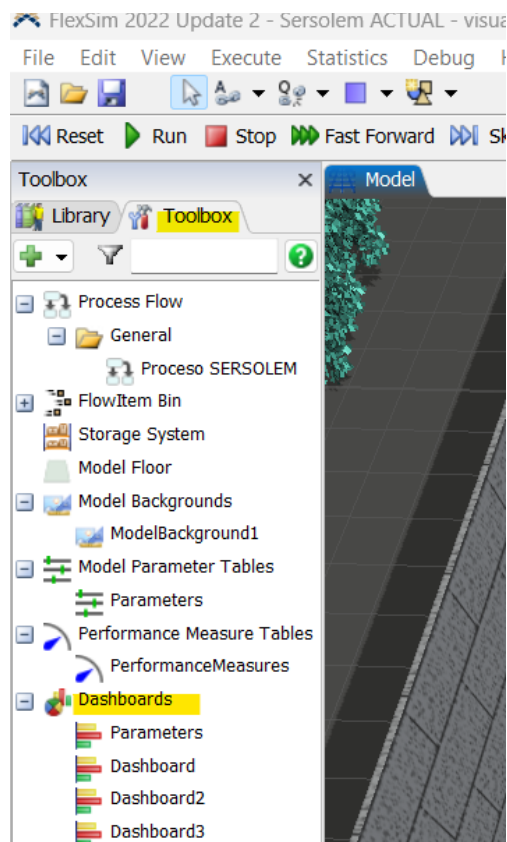 FlexSim 2022 Update 2 - Sersolem ACTUAL - visua
File Edit View Execute Statistics Debug H
Reset Run Stop Fast Forward Sk
Toolbox × Model
Library Toolbox
Process Flow
General
Proceso SERSOLEM
FlowItem Bin
Storage System
Model Floor
Model Backgrounds
ModelBackground1
Model Parameter Tables
Parameters
Performance Measure Tables
PerformanceMeasures
Dashboards
Parameters
Dashboard
Dashboard2
Dashboard3